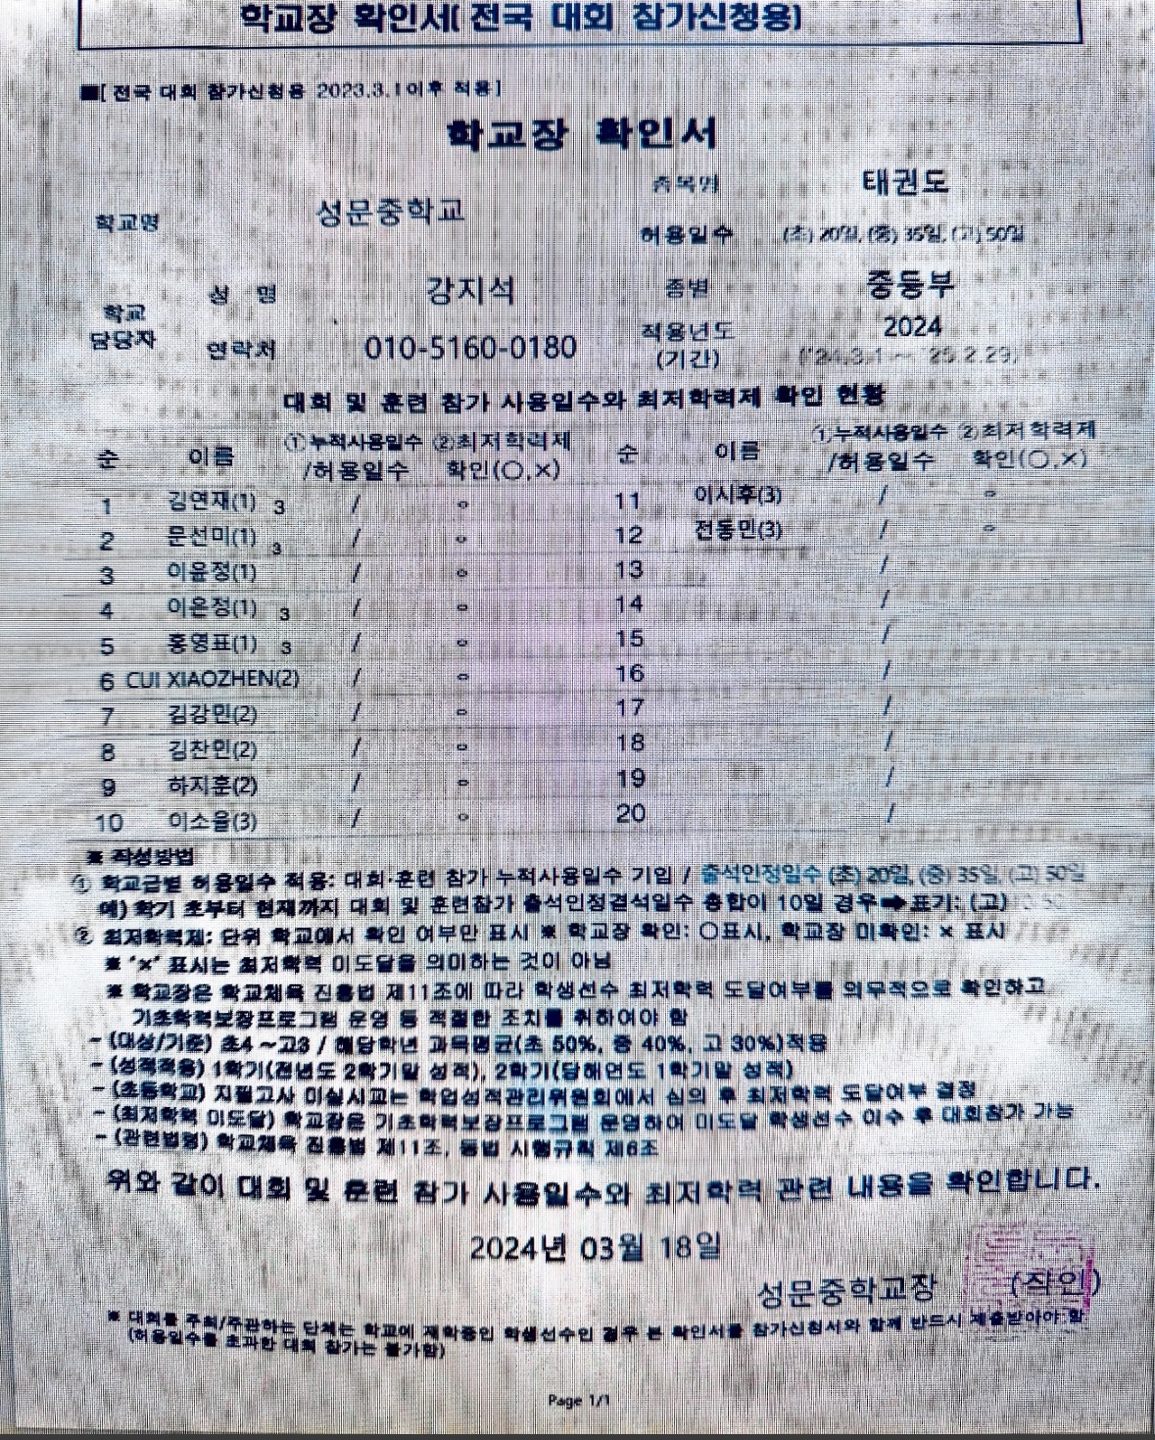 학교장 확인서(전국 대회 참가신청용)
■[전국 대회 참가신청용 2023.3.1이후 적용]
학교장 확인서
학교명 성문중학교 종목명 태권도
허용일수 (초) 20일, (중) 35일, (고) 50일
학교 담당자 성 명 강지석 종별 중등부
연락처 010-5160-0180 적용년도 2024
(기간) ('24.3.1 ~ '25.2.29)
대회 및 훈련 참가 사용일수와 최저학력제 확인 현황
순 이름 ①누적사용일수 ②최저학력제 순 이름 ①누적사용일수 ②최저학력제
/허용일수 확인(○,×) /허용일수 확인(○,×)
1 김연재(1) 3 / ○ 11 이시후(3) / ○
2 문선미(1) 3 / ○ 12 전동민(3) / ○
3 이윤정(1) / ○ 13 /
4 이은정(1) 3 / ○ 14 /
5 홍영표(1) 3 / ○ 15 /
6 CUI XIAOZHEN(2) / ○ 16 /
7 김강민(2) / ○ 17 /
8 김찬민(2) / ○ 18 /
9 하지훈(2) / ○ 19 /
10 이소율(3) / ○ 20 /
※ 작성방법
① 학교급별 허용일수 적용: 대회·훈련 참가 누적사용일수 기입 / 출석인정일수 (초) 20일, (중) 35일, (고) 50일
예) 학기 초부터 현재까지 대회 및 훈련참가 출석인정결석일수 총합이 10일 경우➡표기: (고)
② 최저학력제: 단위 학교에서 확인 여부만 표시 ※ 학교장 확인: ○표시, 학교장 미확인: × 표시
※ '×' 표시는 최저학력 미도달을 의미하는 것이 아님
※ 학교장은 학교체육 진흥법 제11조에 따라 학생선수 최저학력 도달여부를 의무적으로 확인하고
기초학력보장프로그램 운영 등 적절한 조치를 취하여야 함
- (대상/기준) 초4~고3 / 해당학년 과목평균(초 50%, 중 40%, 고 30%)적용
- (성적적용) 1학기(전년도 2학기말 성적), 2학기(당해연도 1학기말 성적)
- (초등학교) 지필고사 미실시교는 학업성적관리위원회에서 심의 후 최저학력 도달여부 결정
- (최저학력 미도달) 학교장은 기초학력보장프로그램 운영하여 미도달 학생선수 이수 후 대회참가 가능
- (관련법령) 학교체육 진흥법 제11조, 동법 시행규칙 제6조
위와 같이 대회 및 훈련 참가 사용일수와 최저학력 관련 내용을 확인합니다.
2024년 03월 18일
성문중학교장 (직인)
※ 대회를 주최/주관하는 단체는 학교에 재학중인 학생선수인 경우 본 확인서를 참가신청서와 함께 반드시 제출받아야 함
(허용일수를 초과한 대회 참가는 불가함)
Page 1/1